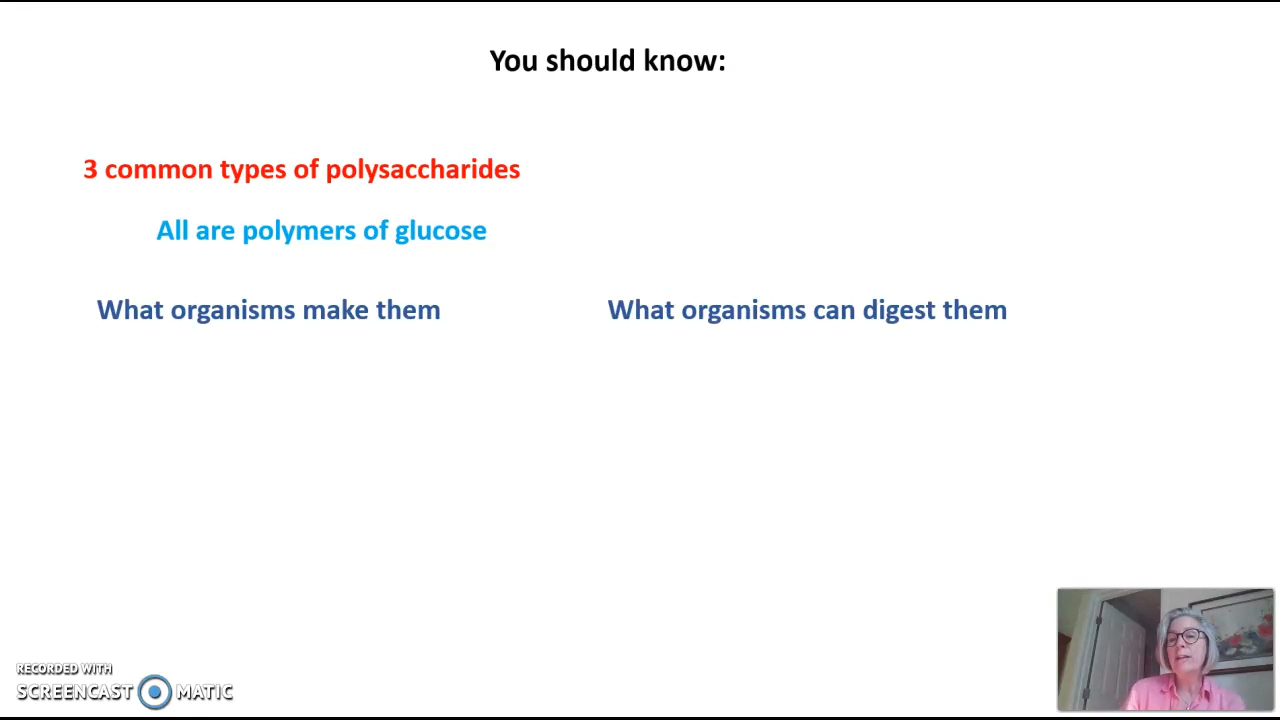 You should know:
3 common types of polysaccharides
All are polymers of glucose
What organisms make them
What organisms can digest them
RECORDED WITH
SCREENCAST MATIC